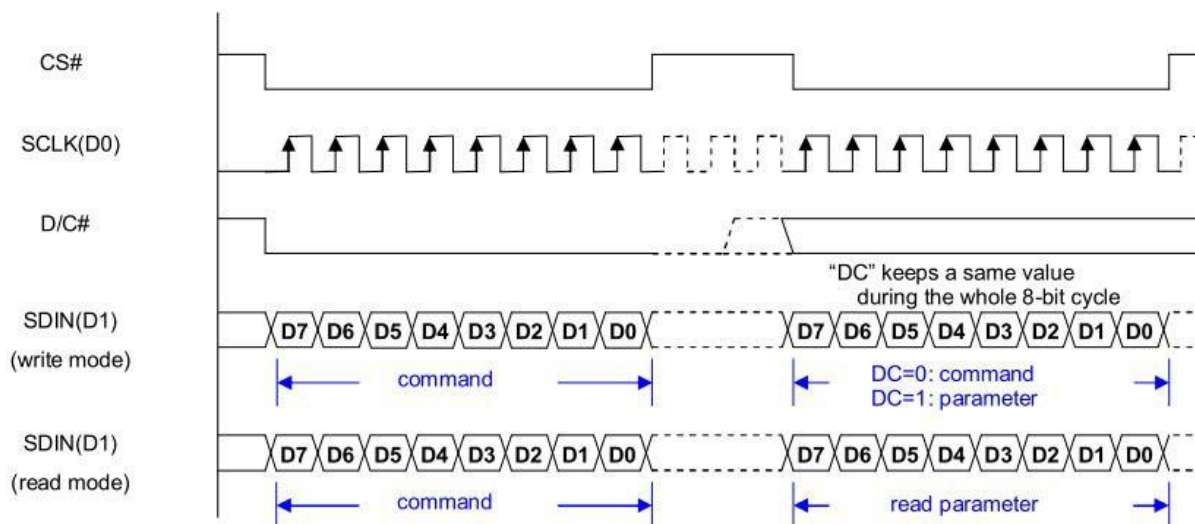 CS#
SCLK(D0)
D/C#
“DC” keeps a same value
during the whole 8-bit cycle
SDIN(D1)
(write mode)
D7 D6 D5 D4 D3 D2 D1 D0
D7 D6 D5 D4 D3 D2 D1 D0
command
DC=0: command
DC=1: parameter
SDIN(D1)
(read mode)
D7 D6 D5 D4 D3 D2 D1 D0
D7 D6 D5 D4 D3 D2 D1 D0
command
read parameter